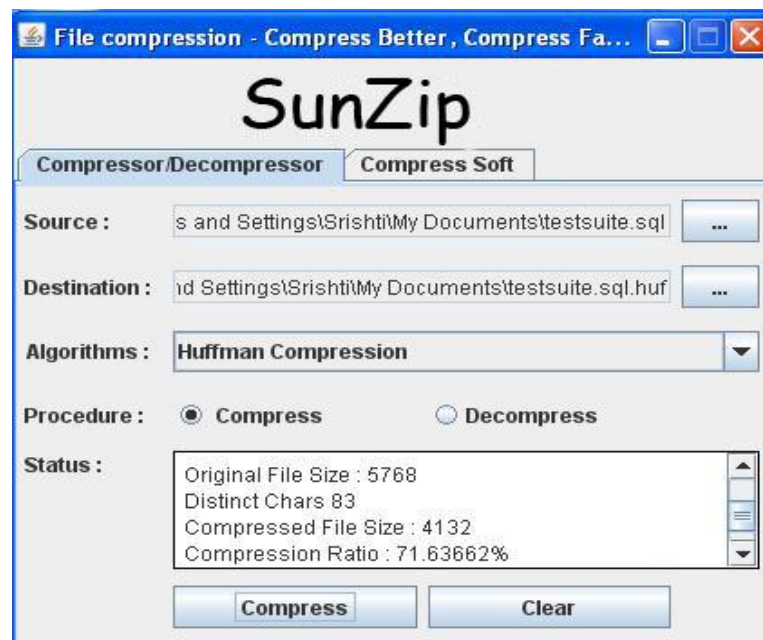 File compression - Compress Better, Compress Fa...
SunZip
Compressor/Decompressor Compress Soft
Source : s and Settings\Srishti\My Documents\testsuite.sql ...
Destination : nd Settings\Srishti\My Documents\testsuite.sql.huf ...
Algorithms : Huffman Compression
Procedure : Compress Decompress
Status :
Original File Size : 5768
Distinct Chars 83
Compressed File Size : 4132
Compression Ratio : 71.63662%
Compress Clear